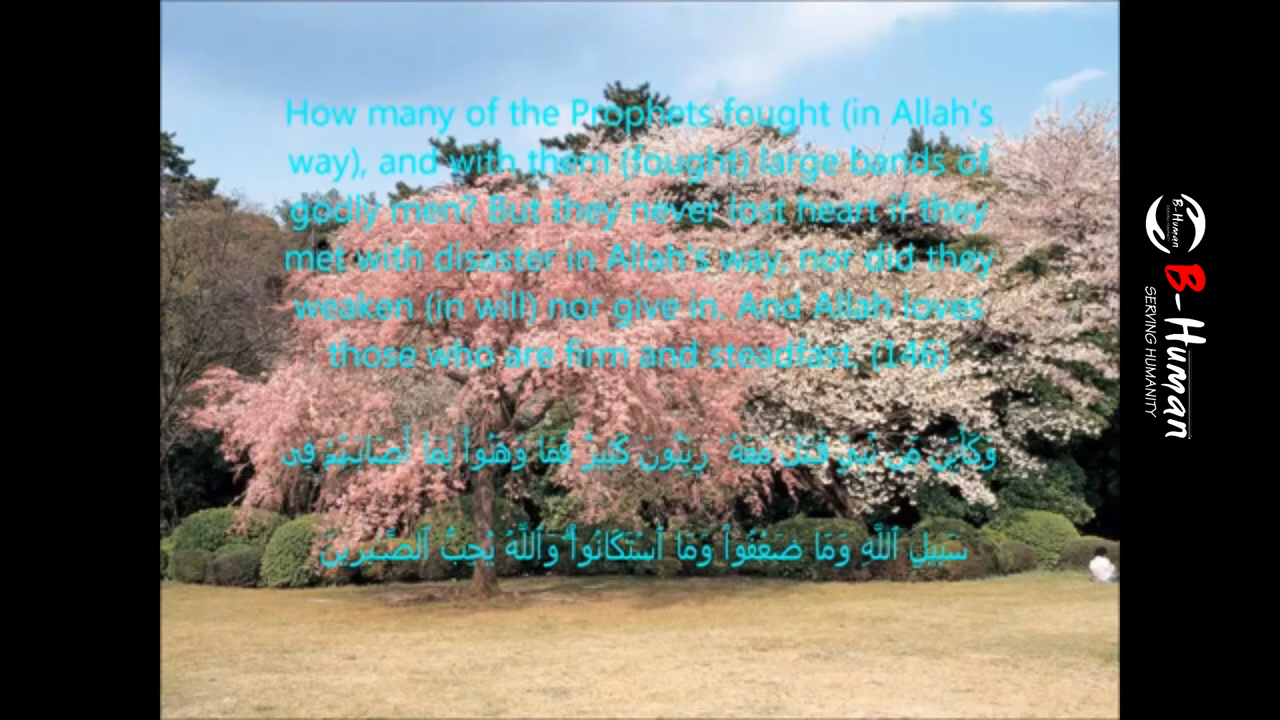 How many of the Prophets fought (in Allah's
way), and with them (fought) large bands of
godly men? But they never lost heart if they
met with disaster in Allah's way, nor did they
weaken (in will) nor give in. And Allah loves
those who are firm and steadfast. (146)
وَكَأَيِّن مِّن نَّبِىٍّ قَٰتَلَ مَعَهُۥ رِبِّيُّونَ كَثِيرٌ فَمَا وَهَنُوا۟ لِمَآ أَصَابَهُمْ فِى
سَبِيلِ ٱللَّهِ وَمَا ضَعُفُوا۟ وَمَا ٱسْتَكَانُوا۟ ۗ وَٱللَّهُ يُحِبُّ ٱلصَّٰبِرِينَ
B-Human
B-Human
SERVING HUMANITY